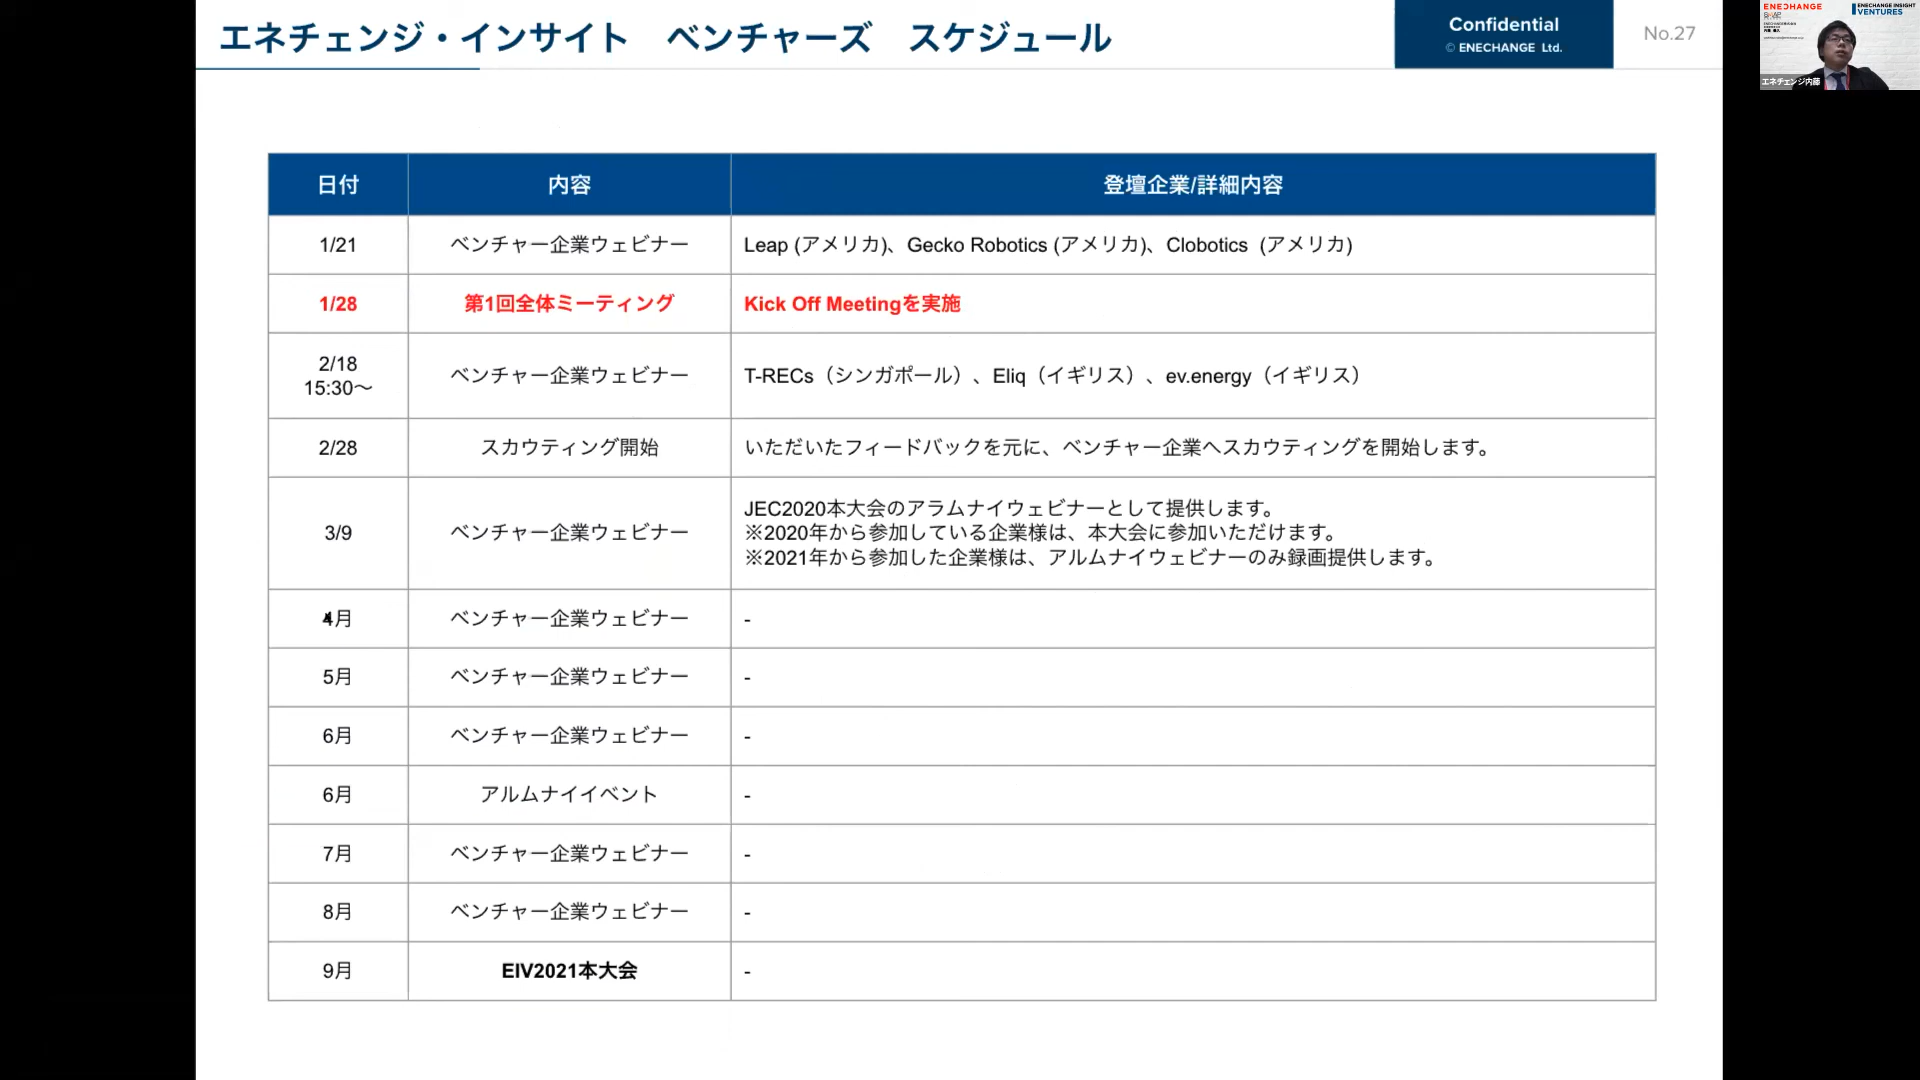 エネチェンジ・インサイト　ベンチャーズ　スケジュール
Confidential
© ENECHANGE Ltd.
No.27
ENECHANGE
ENECHANGE INSIGHT
VENTURES
エネチェンジ内藤
日付 内容 登壇企業/詳細内容
1/21 ベンチャー企業ウェビナー Leap (アメリカ)、Gecko Robotics (アメリカ)、Clobotics (アメリカ)
1/28 第1回全体ミーティング Kick Off Meetingを実施
2/18
15:30〜
ベンチャー企業ウェビナー T-RECs（シンガポール）、Eliq（イギリス）、ev.energy（イギリス）
2/28 スカウティング開始 いただいたフィードバックを元に、ベンチャー企業へスカウティングを開始します。
3/9 ベンチャー企業ウェビナー
JEC2020本大会のアラムナイウェビナーとして提供します。
※2020年から参加している企業様は、本大会に参加いただけます。
※2021年から参加した企業様は、アルムナイウェビナーのみ録画提供します。
4月 ベンチャー企業ウェビナー -
5月 ベンチャー企業ウェビナー -
6月 ベンチャー企業ウェビナー -
6月 アルムナイイベント -
7月 ベンチャー企業ウェビナー -
8月 ベンチャー企業ウェビナー -
9月 EIV2021本大会 -